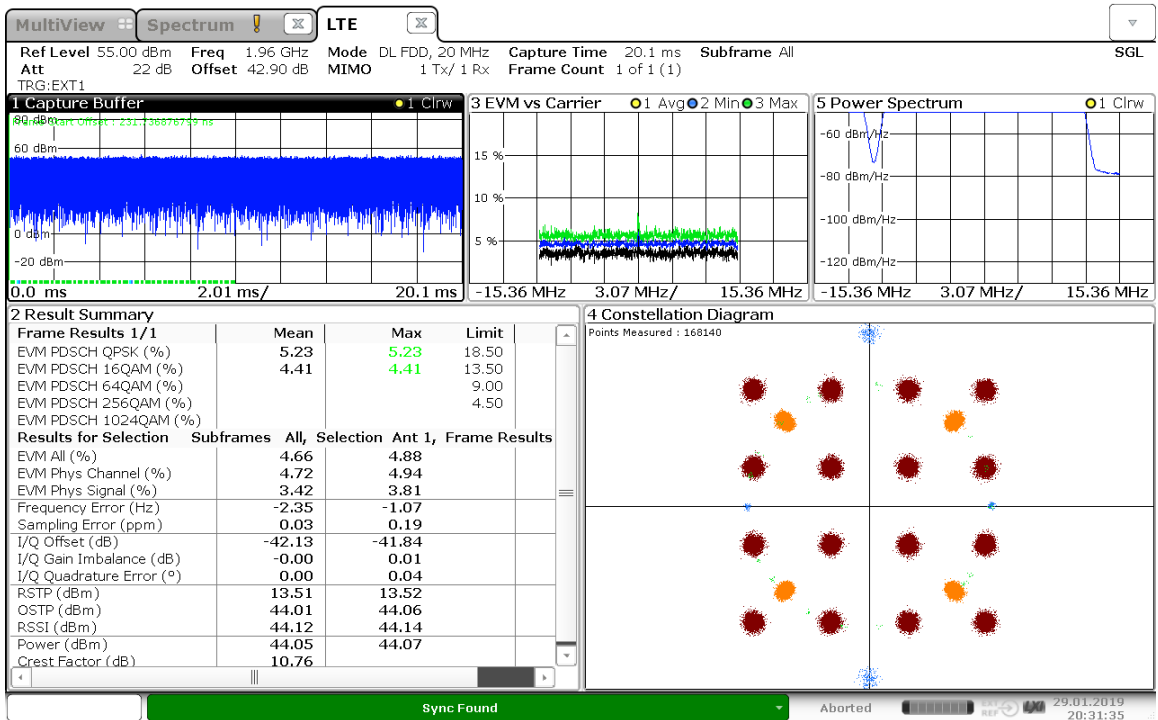 MultiView
Spectrum
LTE
Ref Level 55.00 dBm Freq 1.96 GHz Mode DL FDD, 20 MHz Capture Time 20.1 ms Subframe All SGL
Att 22 dB Offset 42.90 dB MIMO 1 Tx/ 1 Rx Frame Count 1 of 1 (1)
TRG:EXT1
1 Capture Buffer 1 Clrw
80 dBm
Frame Start Offset : 231.236876799 ms
60 dBm
0 dBm
-20 dBm
0.0 ms 2.01 ms/ 20.1 ms
3 EVM vs Carrier 1 Avg 2 Min 3 Max
15 %
10 %
5 %
-15.36 MHz 3.07 MHz/ 15.36 MHz
5 Power Spectrum 1 Clrw
-60 dBm/Hz
-80 dBm/Hz
-100 dBm/Hz
-120 dBm/Hz
-15.36 MHz 3.07 MHz/ 15.36 MHz
2 Result Summary
Frame Results 1/1 Mean Max Limit
EVM PDSCH QPSK (%) 5.23 5.23 18.50
EVM PDSCH 16QAM (%) 4.41 4.41 13.50
EVM PDSCH 64QAM (%) 9.00
EVM PDSCH 256QAM (%) 4.50
EVM PDSCH 1024QAM (%)
Results for Selection Subframes All, Selection Ant 1, Frame Results
EVM All (%) 4.66 4.88
EVM Phys Channel (%) 4.72 4.94
EVM Phys Signal (%) 3.42 3.81
Frequency Error (Hz) -2.35 -1.07
Sampling Error (ppm) 0.03 0.19
I/Q Offset (dB) -42.13 -41.84
I/Q Gain Imbalance (dB) -0.00 0.01
I/Q Quadrature Error (°) 0.00 0.04
RSTP (dBm) 13.51 13.52
OSTP (dBm) 44.01 44.06
RSSI (dBm) 44.12 44.14
Power (dBm) 44.05 44.07
Crest Factor (dB) 10.76
4 Constellation Diagram
Points Measured : 168140
Sync Found
Aborted
EXT
REF
LXI
29.01.2019
20:31:35